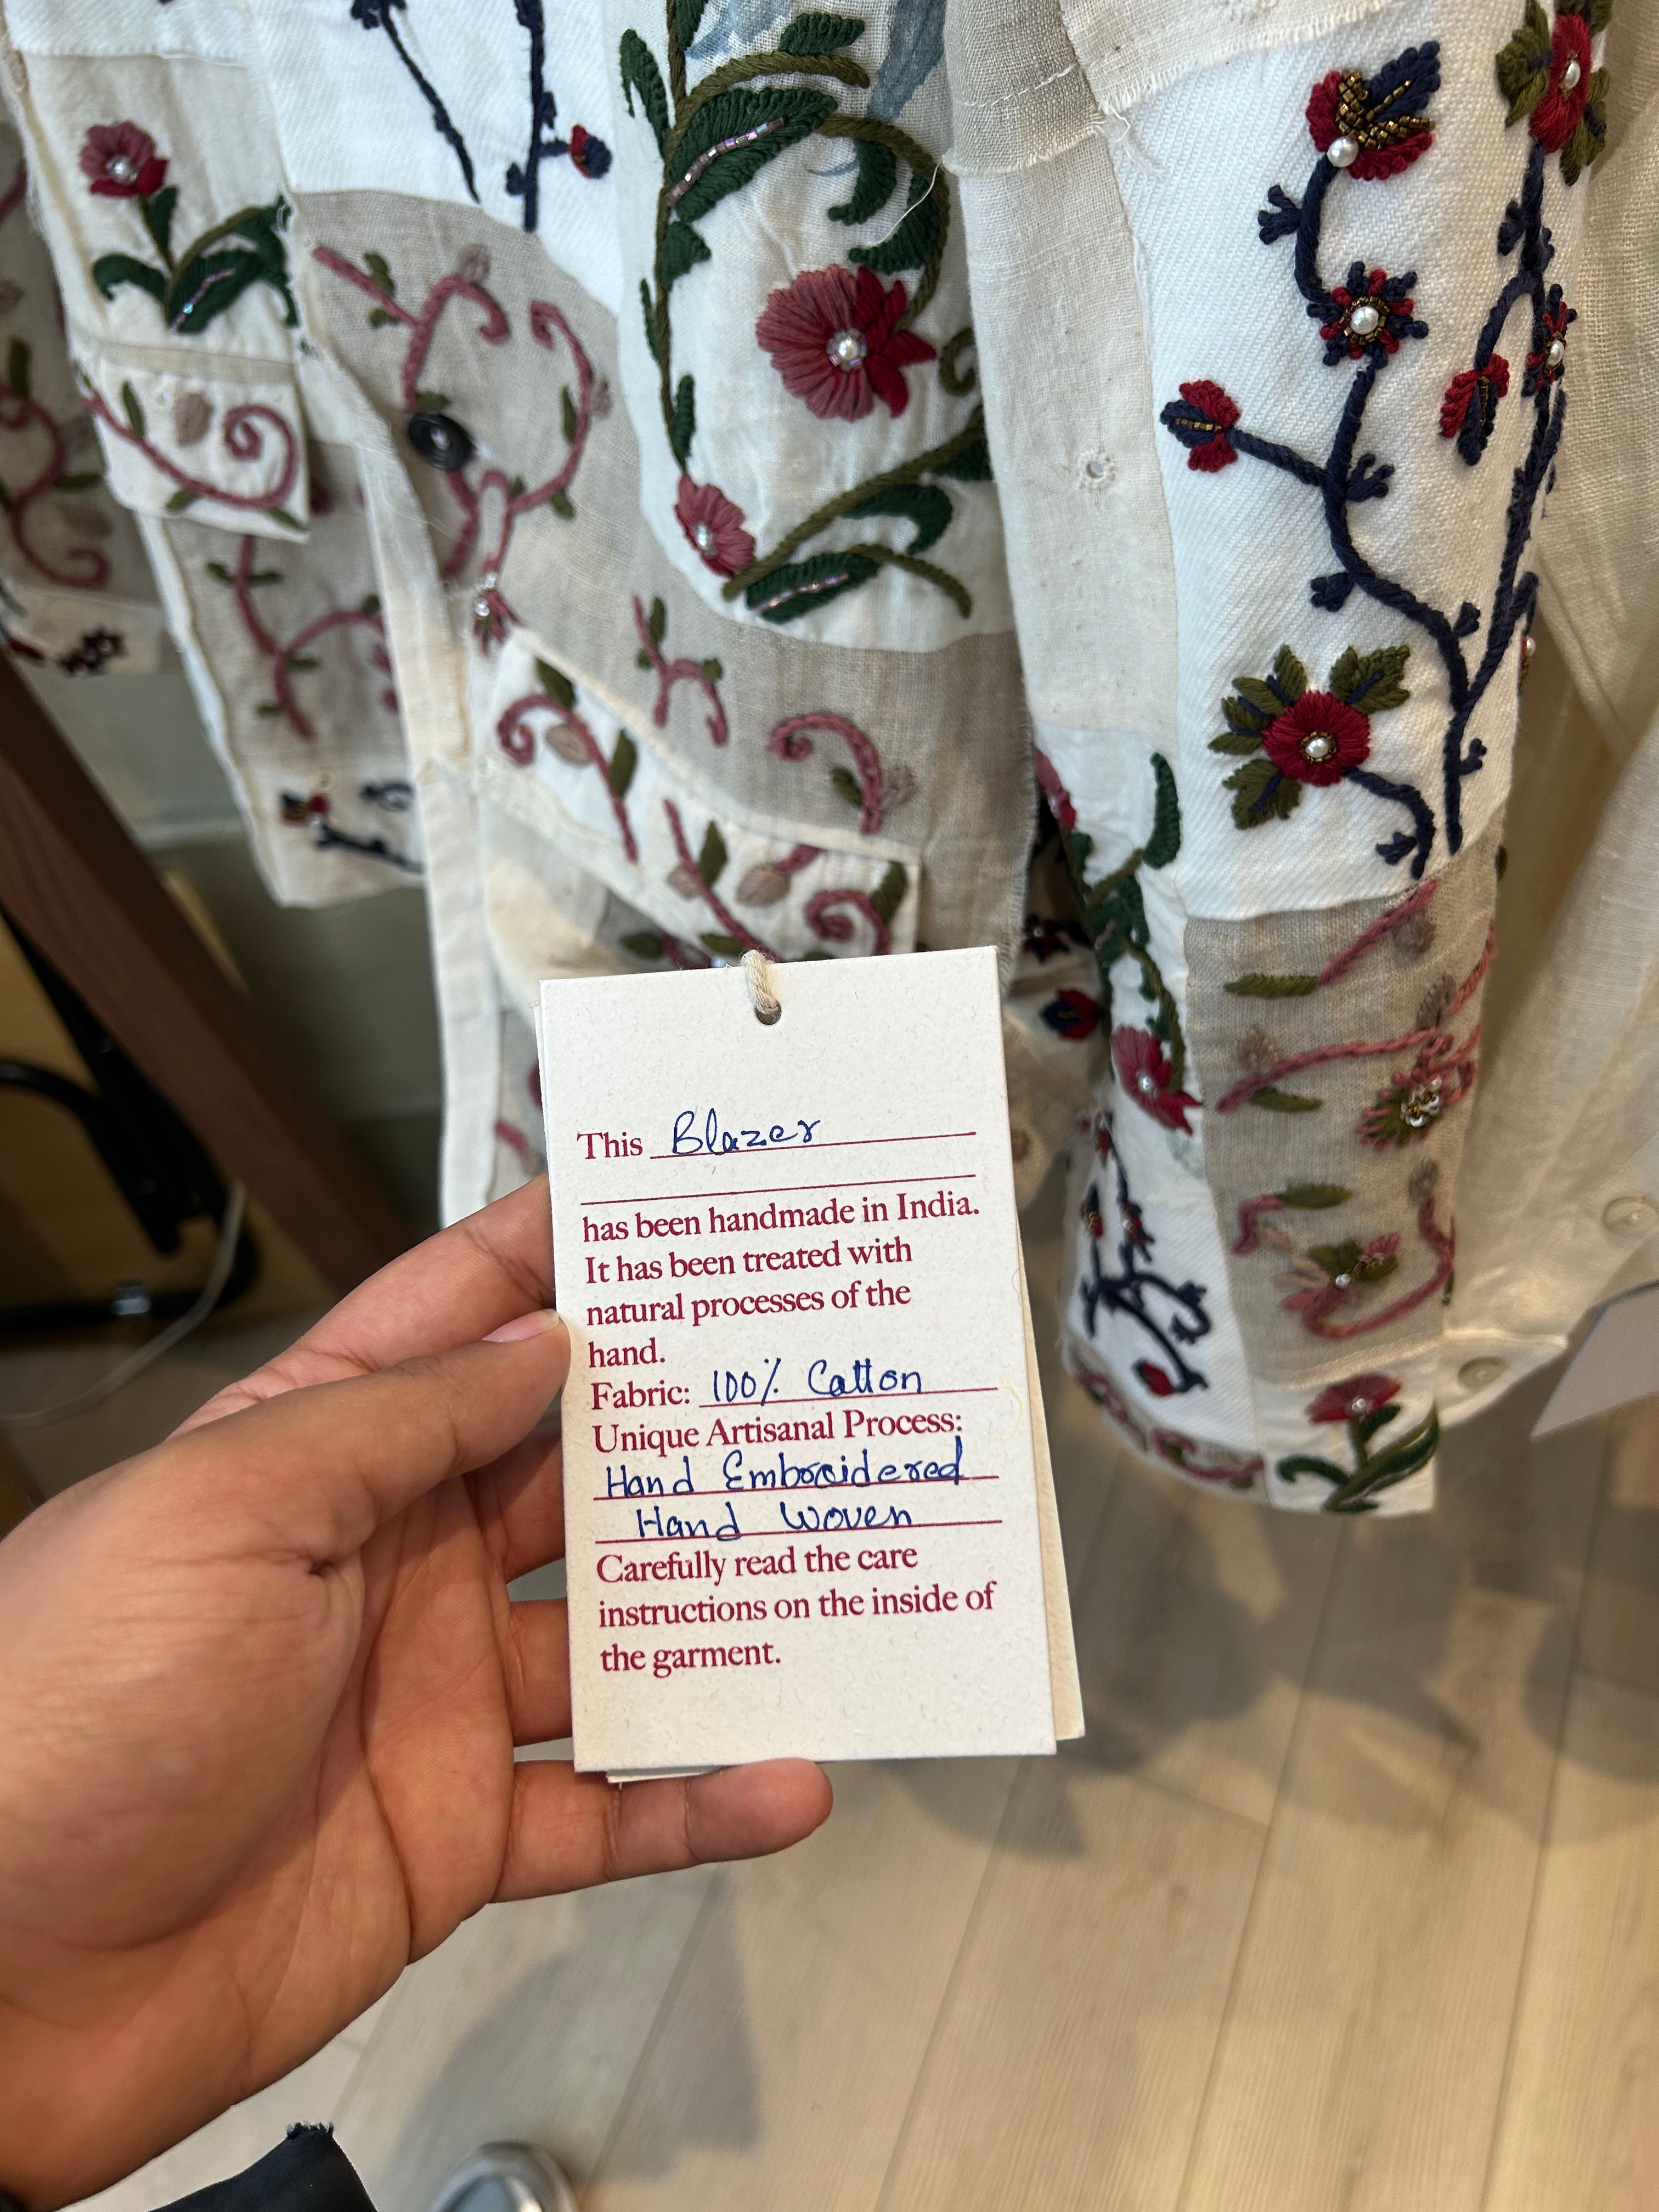 This Blazer
has been handmade in India.
It has been treated with
natural processes of the
hand.
Fabric: 100% Cotton
Unique Artisanal Process:
Hand Embroidered
Hand Woven
Carefully read the care
instructions on the inside of
the garment.